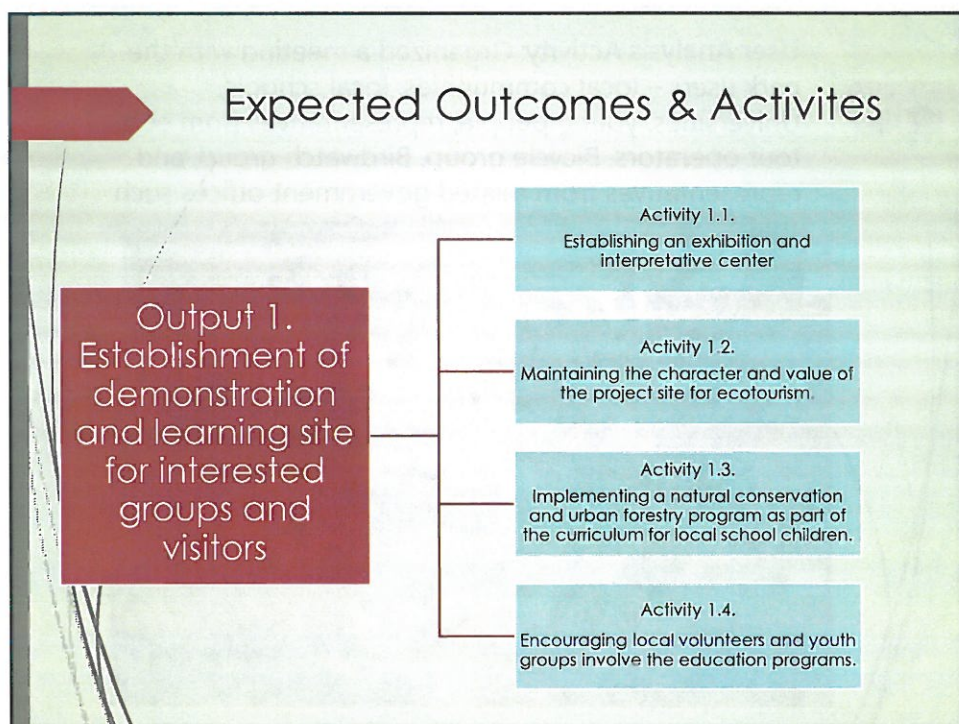 Expected Outcomes & Activites
Output 1.
Establishment of
demonstration
and learning site
for interested
groups and
visitors
Activity 1.1.
Establishing an exhibition and
interpretative center
Activity 1.2.
Maintaining the character and value of
the project site for ecotourism.
Activity 1.3.
Implementing a natural conservation
and urban forestry program as part of
the curriculum for local school children.
Activity 1.4.
Encouraging local volunteers and youth
groups involve the education programs.